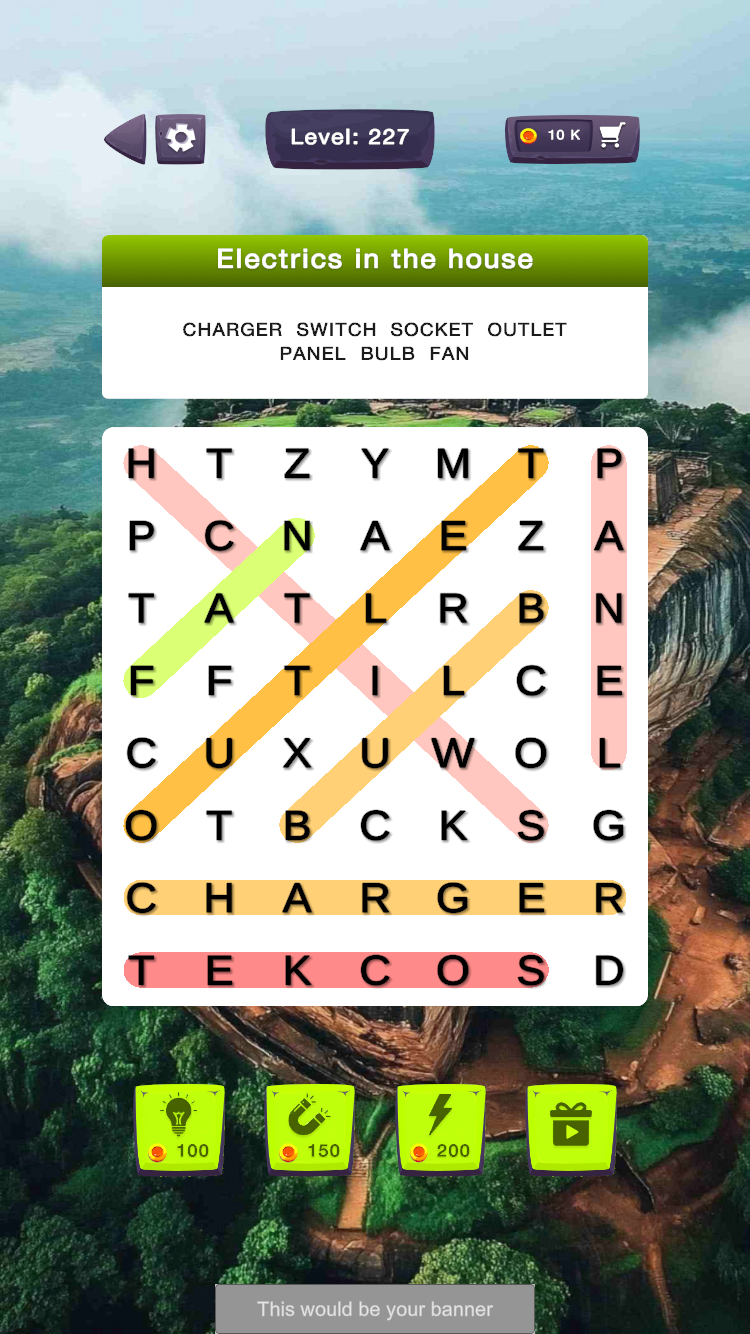 Level: 227
10 K
Electrics in the house
CHARGER SWITCH SOCKET OUTLET
PANEL BULB FAN
H T Z Y M T P
P C N A E Z A
T A T L R B N
F F T I L C E
C U X U W O L
O T B C K S G
C H A R G E R
T E K C O S D
100 150 200
This would be your banner